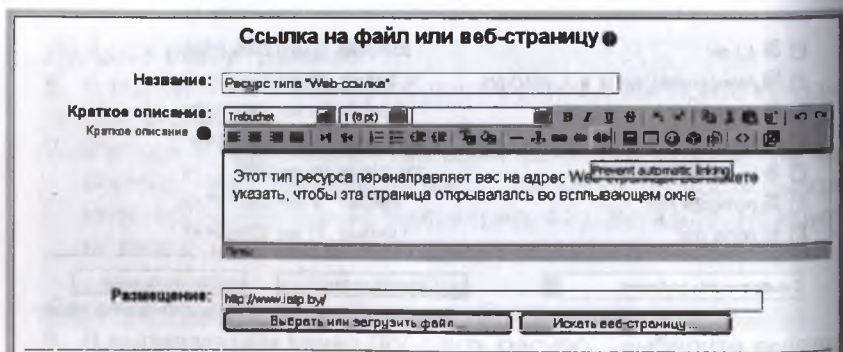 Ссылка на файл или веб-страницу
Название: Ресурс типа "Web-ссылка"
Краткое описание: Trebuchet 1 (8 pt)
Краткое описание
Этот тип ресурса перенаправляет вас на адрес
Prevent automatic linking
указать, чтобы эта страница открывалалсь во всплывающем окне
Размещение: http://www.iatp.by/
Выбрать или загрузить файл ... Искать веб-страницу ...